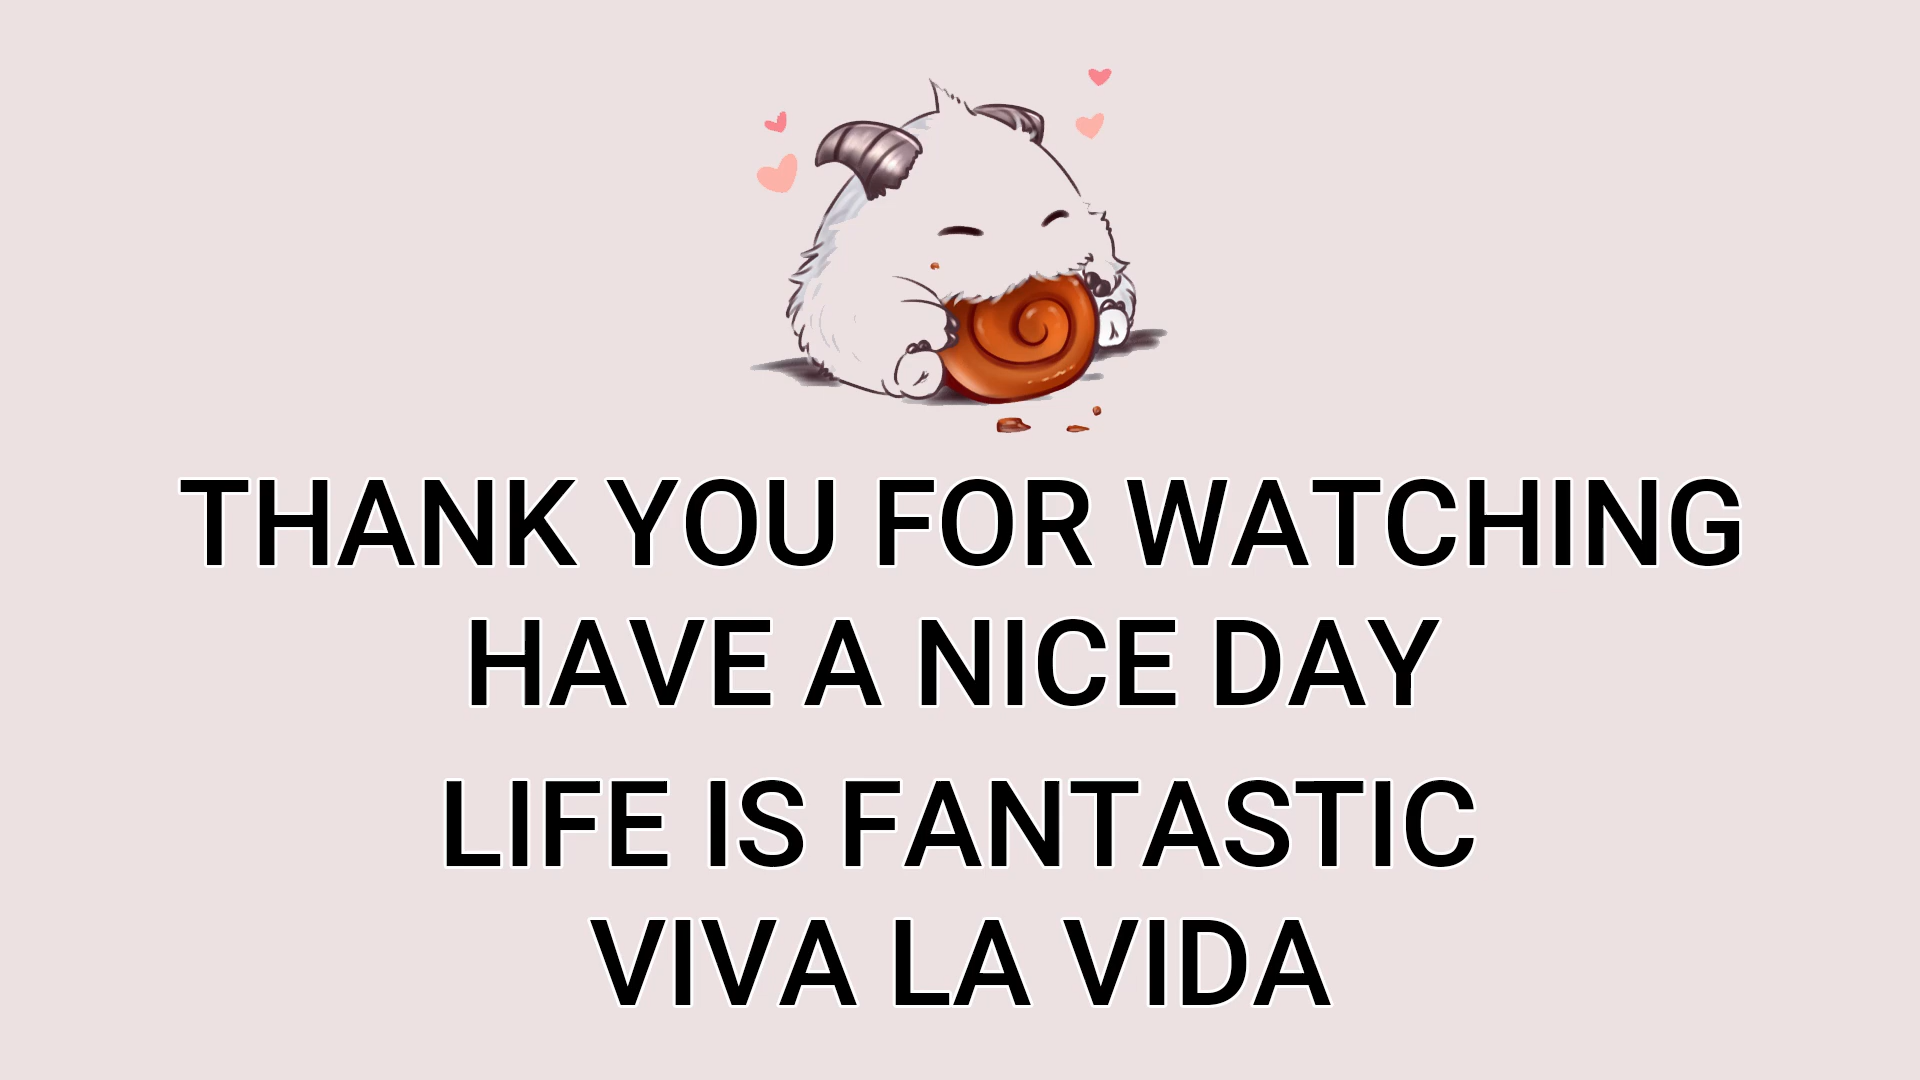 THANK YOU FOR WATCHING
HAVE A NICE DAY
LIFE IS FANTASTIC
VIVA LA VIDA